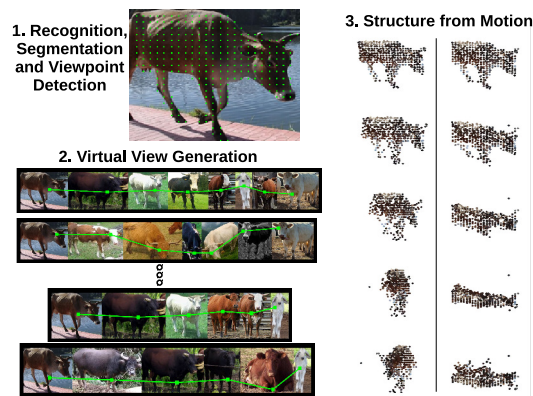 1. Recognition,
Segmentation
and Viewpoint
Detection
2. Virtual View Generation
3. Structure from Motion